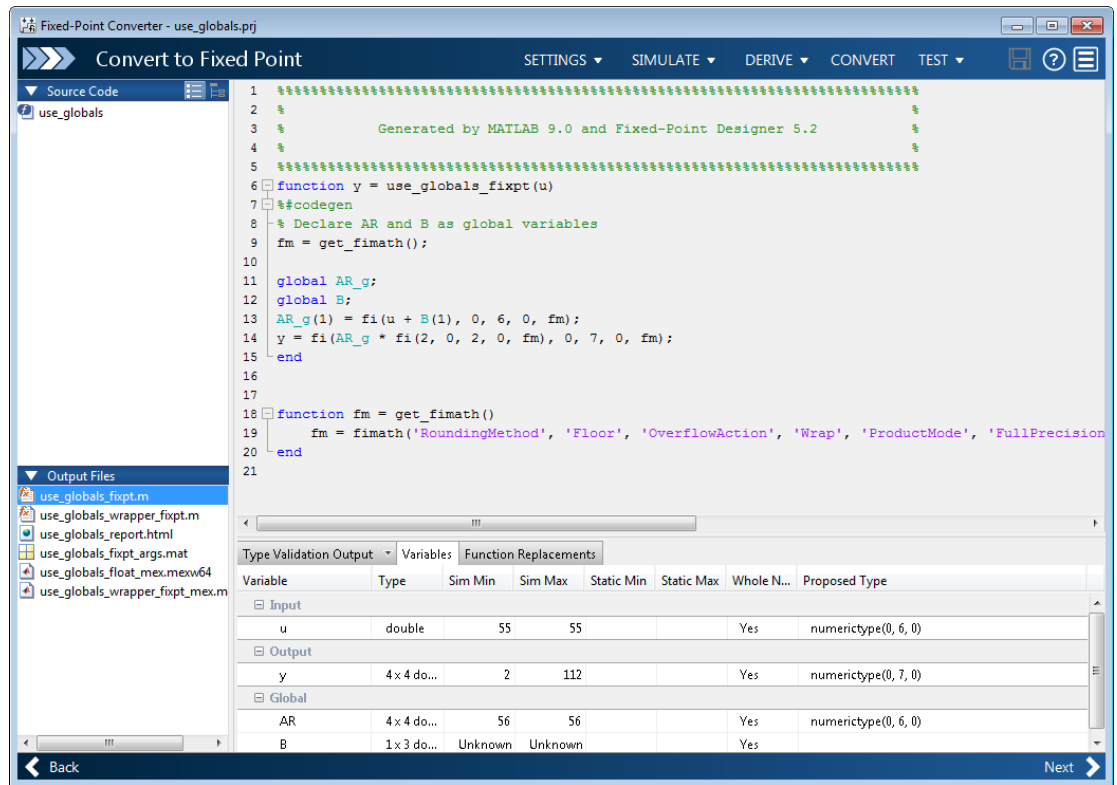 Fixed-Point Converter - use_globals.prj
Convert to Fixed Point
SETTINGS ▼ SIMULATE ▼ DERIVE ▼ CONVERT TEST ▼
▼ Source Code
use_globals
1 %%%%%%%%%%%%%%%%%%%%%%%%%%%%%%%%%%%%%%%%%%%%%%%%%%%%%%%%%%%%%%%%%%%%%%%%%%
2 % %
3 % Generated by MATLAB 9.0 and Fixed-Point Designer 5.2 %
4 % %
5 %%%%%%%%%%%%%%%%%%%%%%%%%%%%%%%%%%%%%%%%%%%%%%%%%%%%%%%%%%%%%%%%%%%%%%%%%%
6 function y = use_globals_fixpt(u)
7 %#codegen
8 % Declare AR and B as global variables
9 fm = get_fimath();
10
11 global AR_g;
12 global B;
13 AR_g(1) = fi(u + B(1), 0, 6, 0, fm);
14 y = fi(AR_g * fi(2, 0, 2, 0, fm), 0, 7, 0, fm);
15 end
16
17
18 function fm = get_fimath()
19 fm = fimath('RoundingMethod', 'Floor', 'OverflowAction', 'Wrap', 'ProductMode', 'FullPrecision
20 end
21
▼ Output Files
use_globals_fixpt.m
use_globals_wrapper_fixpt.m
use_globals_report.html
use_globals_fixpt_args.mat
use_globals_float_mex.mexw64
use_globals_wrapper_fixpt_mex.m
Type Validation Output Variables Function Replacements
Variable Type Sim Min Sim Max Static Min Static Max Whole N... Proposed Type
Input
u double 55 55 Yes numerictype(0, 6, 0)
Output
y 4 x 4 do... 2 112 Yes numerictype(0, 7, 0)
Global
AR 4 x 4 do... 56 56 Yes numerictype(0, 6, 0)
B 1 x 3 do... Unknown Unknown Yes
Back Next